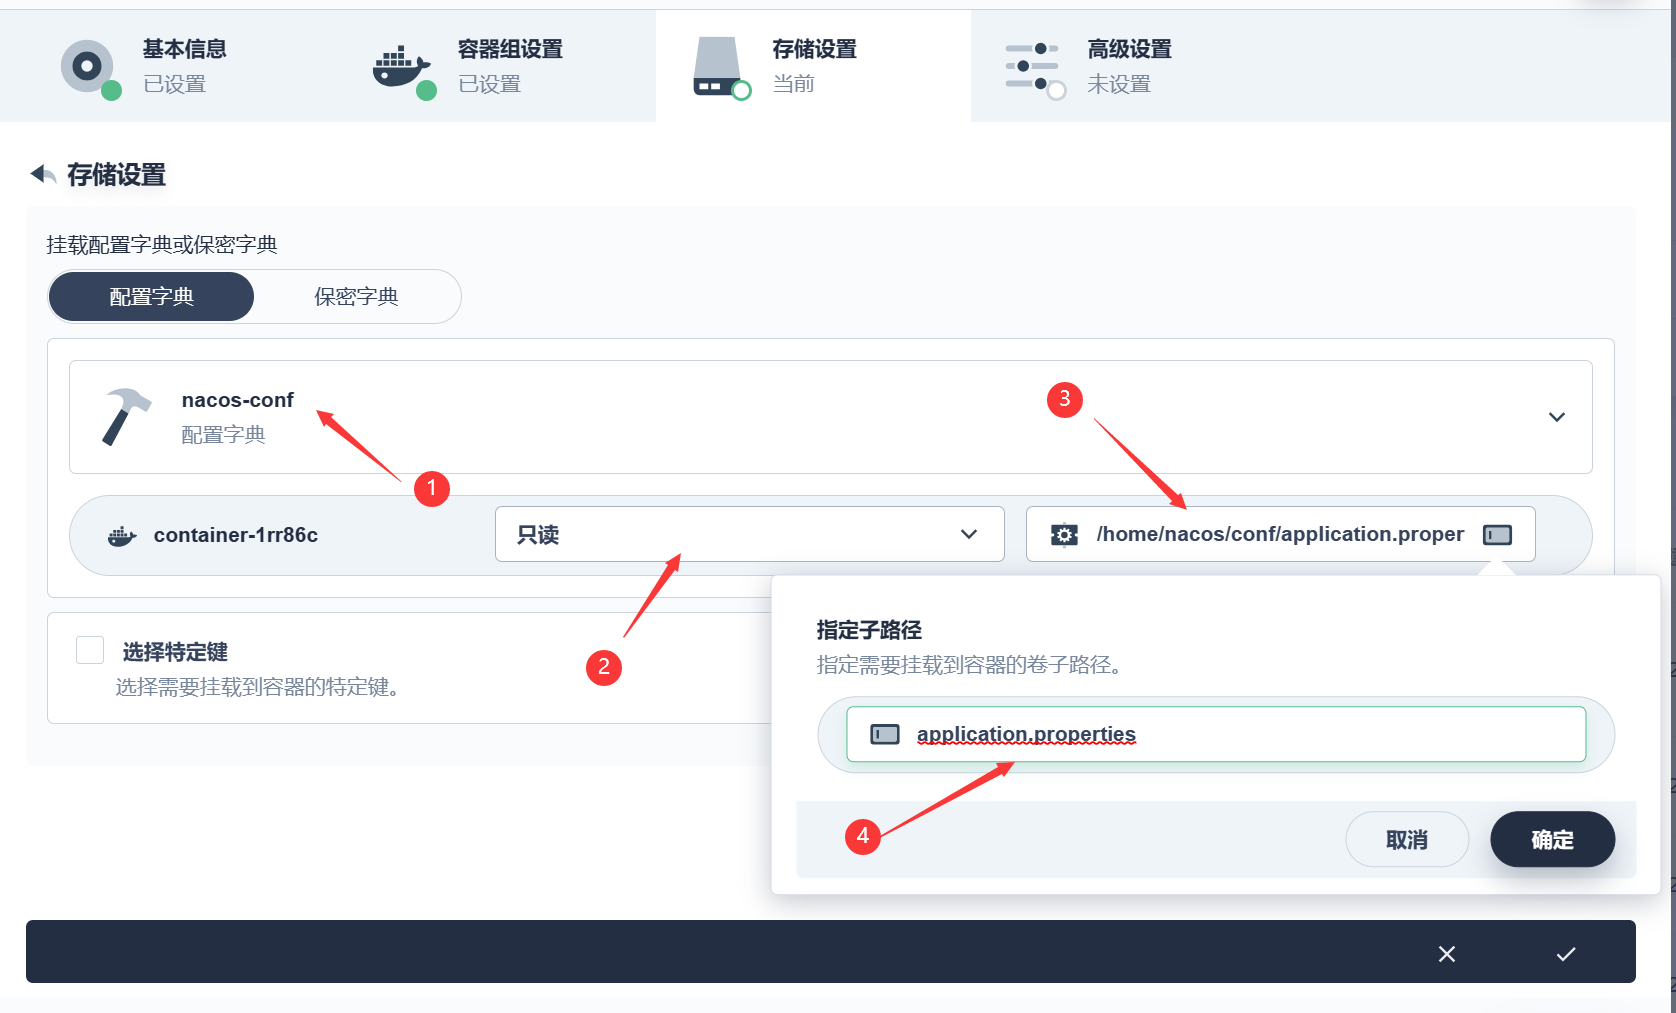 基本信息
已设置
容器组设置
已设置
存储设置
当前
高级设置
未设置
存储设置
挂载配置字典或保密字典
配置字典
保密字典
nacos-conf
配置字典
3
1
container-1rr86c
只读
/home/nacos/conf/application.proper
2
选择特定键
选择需要挂载到容器的特定键。
指定子路径
指定需要挂载到容器的卷子路径。
application.properties
4
取消
确定